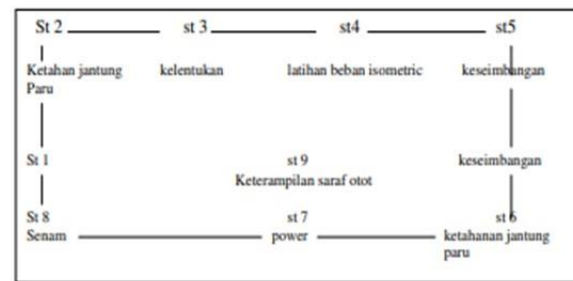 St 2 st 3 st4 st5
Ketahan jantung kelentukan latihan beban isometric keseimbangan
Paru
St 1 st 9 keseimbangan
Keterampilan saraf otot
St 8 st 7 st 6
Senam power ketahanan jantung
paru